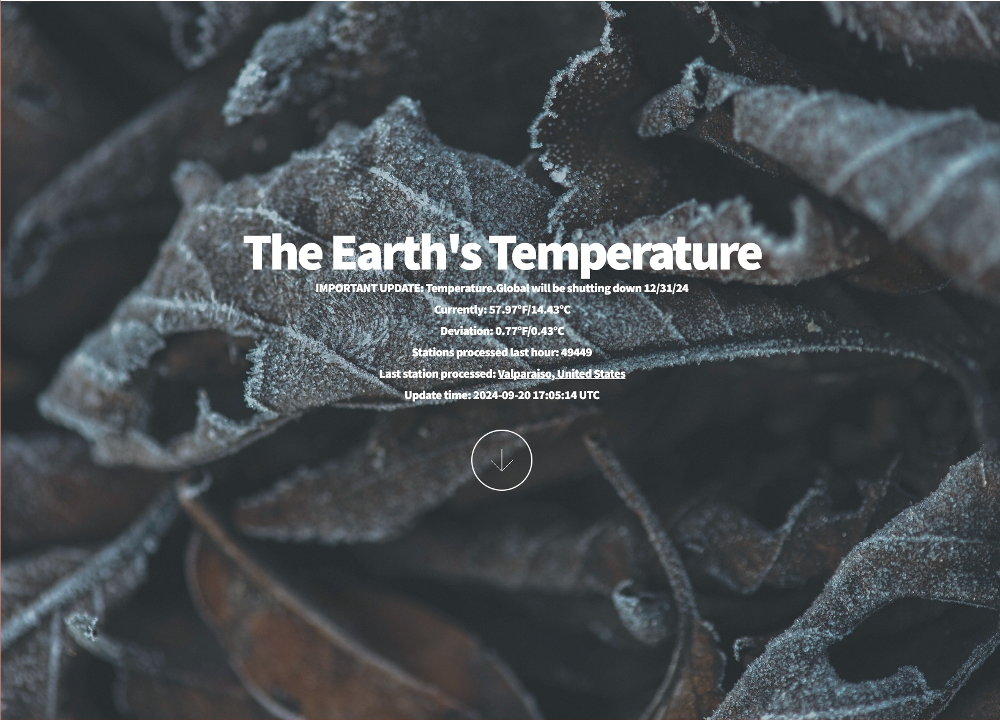 The Earth's Temperature
IMPORTANT UPDATE: Temperature.Global will be shutting down 12/31/24
Currently: 57.97°F/14.43°C
Deviation: 0.77°F/0.43°C
Stations processed last hour: 49449
Last station processed: Valparaiso, United States
Update time: 2024-09-20 17:05:14 UTC